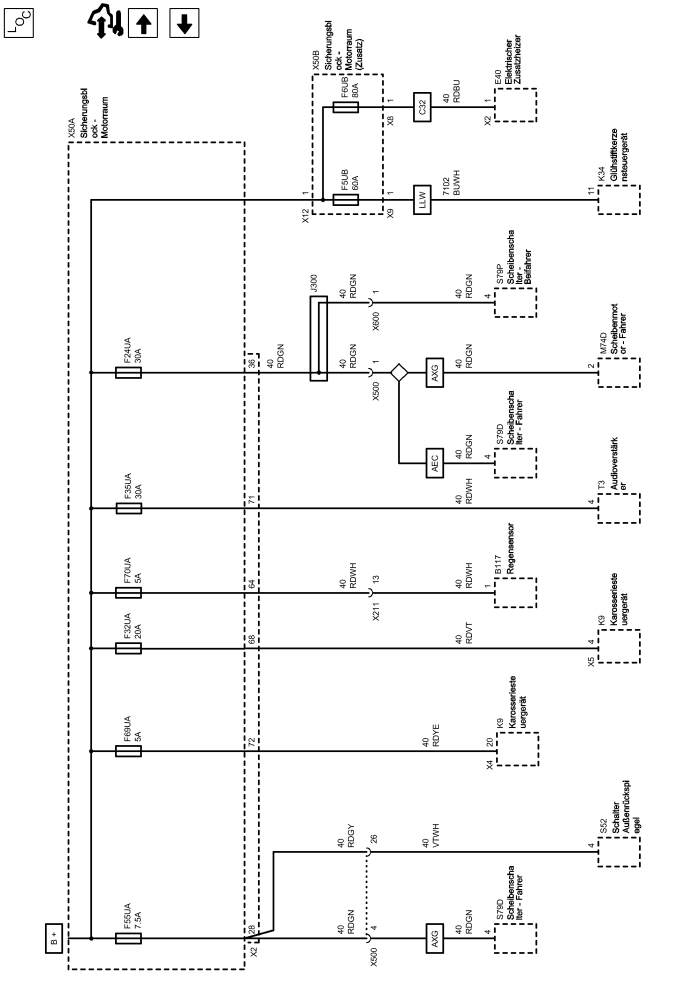 LOC
B +
X50A
Sicherungsbl
ock -
Motorraum
F55UA
7.5A
F69UA
5A
F32UA
20A
F70UA
5A
F35UA
30A
F24UA
30A
X2
28
72
68
64
71
36
X50B
Sicherungsbl
ock -
Motorraum
(Zusatz)
X12
1
F5UB
60A
F6UB
80A
X9
1
X8
1
LLW
C32
7102
BUWH
40
RDBU
11
K34
Glühstiftkerze
nsteuergerät
X2
1
E40
Elektrischer
Zusatzheizer
40
RDGN
J300
40
RDGN
X600
1
40
RDGN
4
S79P
Scheibenscha
lter -
Beifahrer
40
RDGN
X500
1
AXG
40
RDGN
2
M74D
Scheibenmot
or - Fahrer
AEC
40
RDGN
4
S79D
Scheibenscha
lter - Fahrer
40
RDWH
4
T3
Audioverstärk
er
40
RDWH
X211
13
40
RDWH
1
B117
Regensensor
40
RDVT
X5
4
K9
Karosserieste
uergerät
40
RDYE
X4
20
K9
Karosserieste
uergerät
40
RDGY
26
40
VTWH
4
S52
Schalter
Außenrückspi
egel
40
RDGN
X500
4
AXG
40
RDGN
4
S79D
Scheibenscha
lter - Fahrer